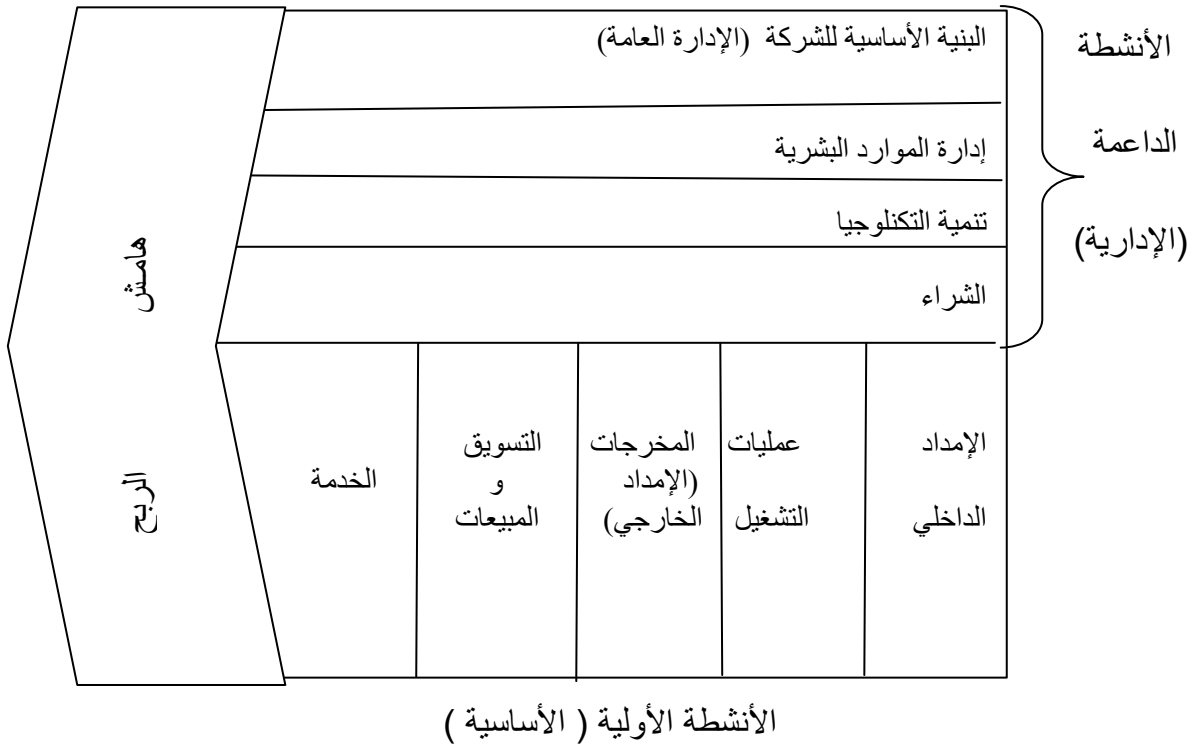 البنية الأساسية للشركة (الإدارة العامة)
إدارة الموارد البشرية
تنمية التكنلوجيا
الشراء
الأنشطة
الداعمة
(الإدارية)
الإمداد
الداخلي
عمليات
التشغيل
المخرجات
(الإمداد
الخارجي)
التسويق
و
المبيعات
الخدمة
هامش
الربح
الأنشطة الأولية ( الأساسية )